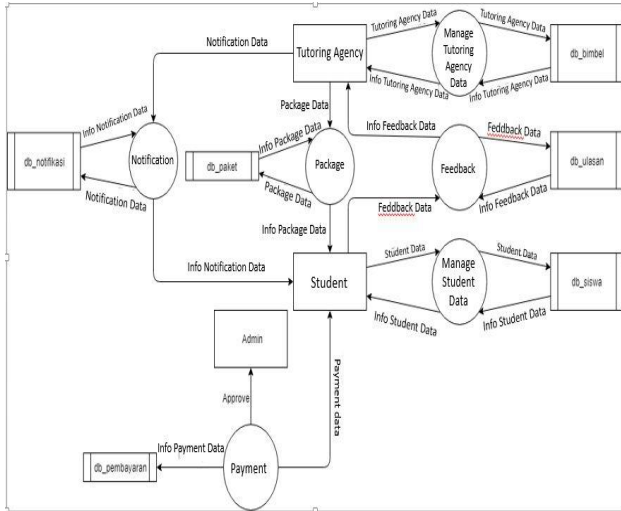 Notification Data
Tutoring Agency
Tutoring Agency Data
Info Tutoring Agency Data
Manage
Tutoring
Agency
Data
Tutoring Agency Data
Info Tutoring Agency Data
db_bimbel
Package Data
Info Feedback Data
db_notifikasi
Info Notification Data
Notification Data
Notification
db_paket
Info Package Data
Package Data
Package
Feedback
Feddback Data
Info Feedback Data
db_ulasan
Info Package Data
Feddback Data
Info Notification Data
Student
Student Data
Info Student Data
Manage
Student
Data
Student Data
Info Student Data
db_siswa
Admin
Approve
Payment data
db_pembayaran
Info Payment Data
Payment